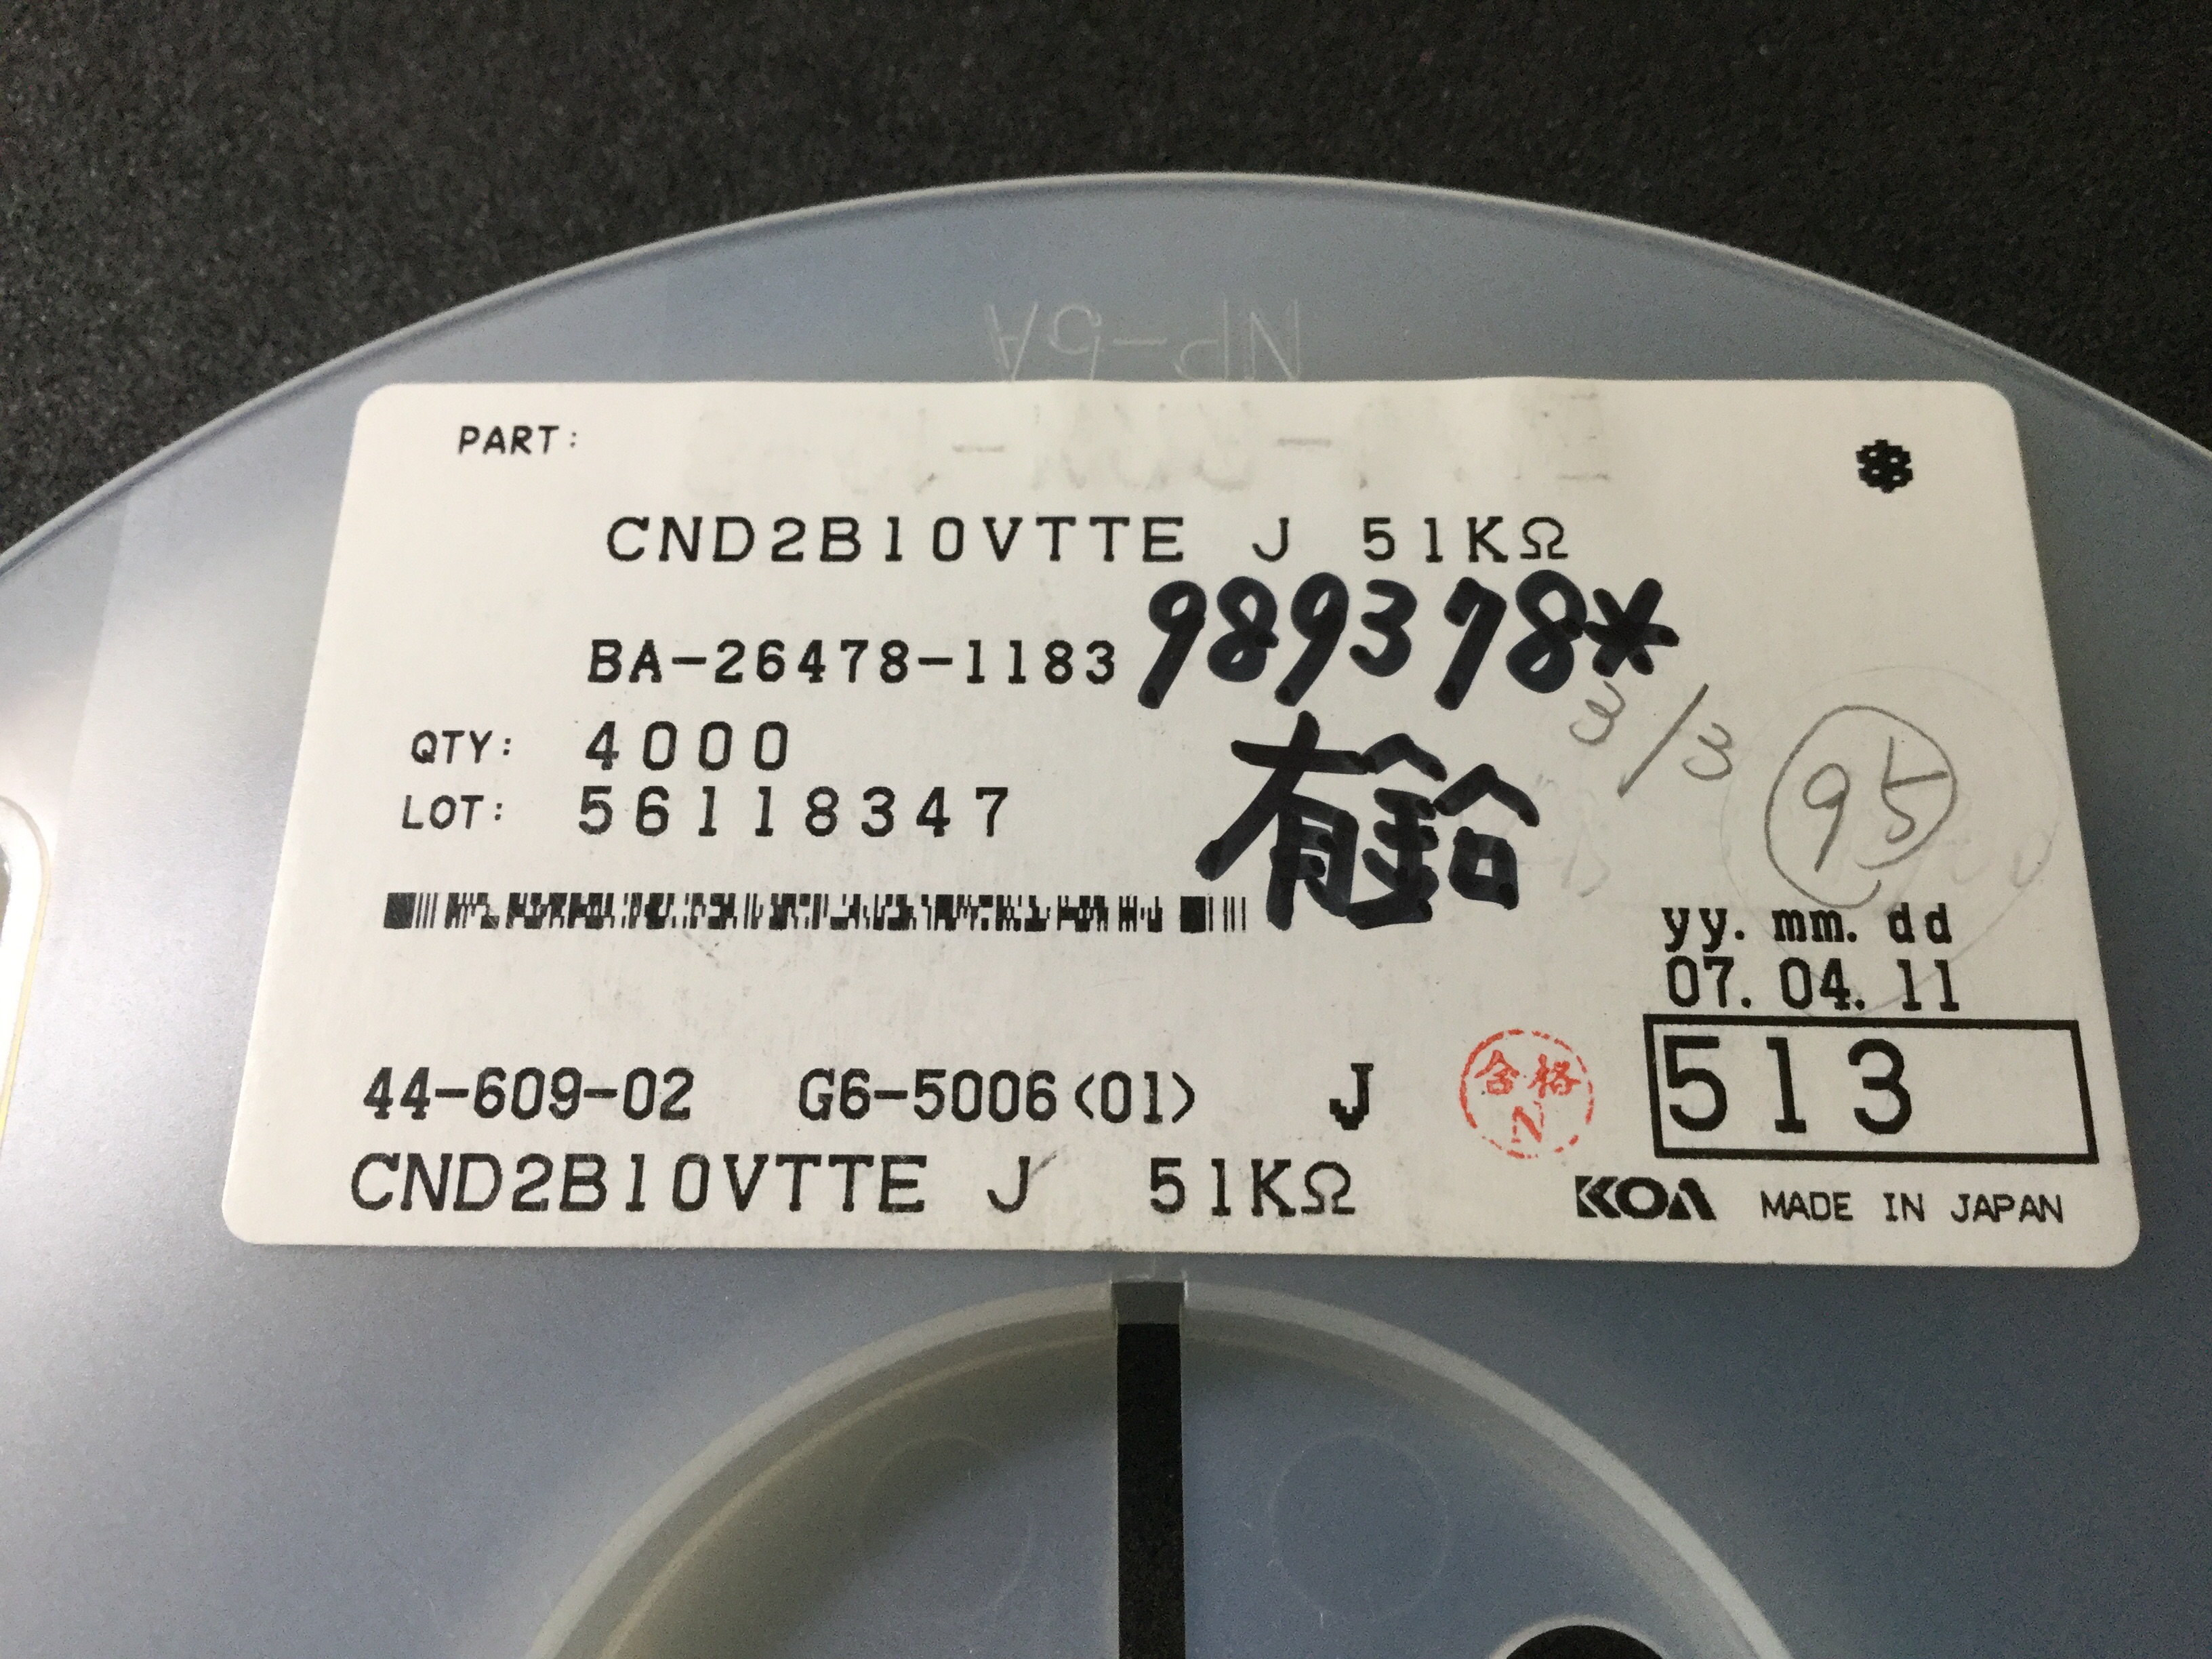 PART:
CND2B10VTTE J 51KΩ
BA-26478-1183
989378*
3/3
95
QTY: 4000
LOT: 56118347
有鉛
yy. mm. dd
07. 04. 11
513
44-609-02 G6-5006<01> J
合格
N
CND2B10VTTE J 51KΩ
KOA MADE IN JAPAN